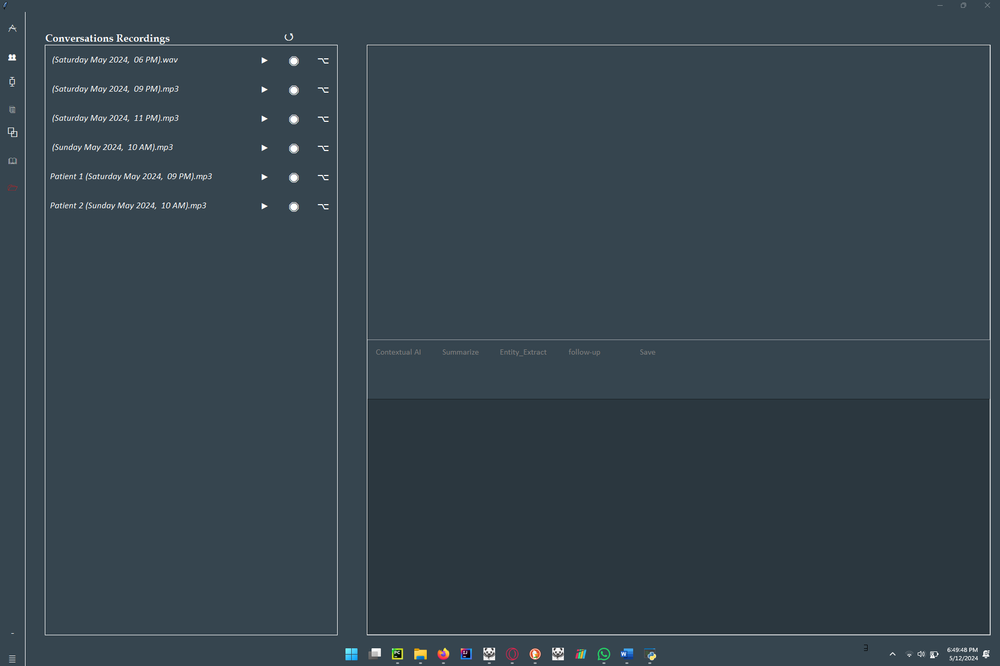 Conversations Recordings
(Saturday May 2024,  06 PM).wav
(Saturday May 2024,  09 PM).mp3
(Saturday May 2024,  11 PM).mp3
(Sunday May 2024,  10 AM).mp3
Patient 1 (Saturday May 2024,  09 PM).mp3
Patient 2 (Sunday May 2024,  10 AM).mp3
Contextual AI Summarize Entity_Extract follow-up Save
PC IJ W
6:49:48 PM
5/12/2024